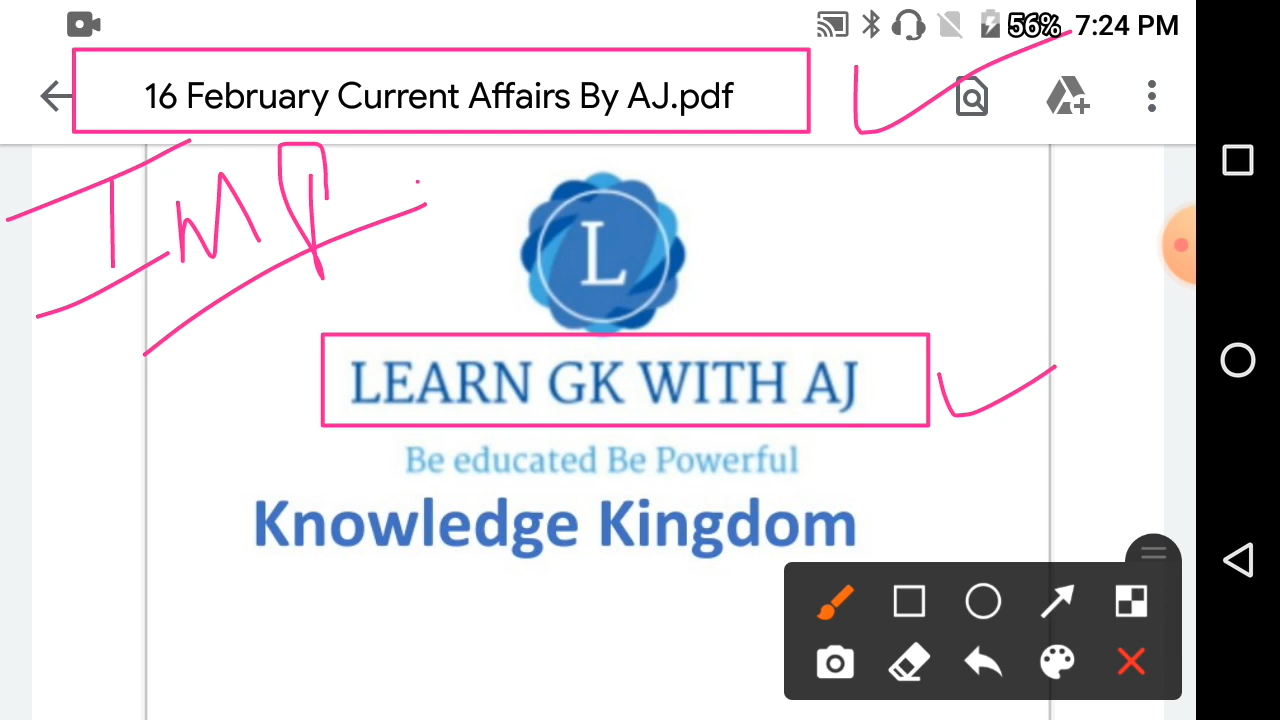 56% 7:24 PM
16 February Current Affairs By AJ.pdf
IMP
L
LEARN GK WITH AJ
Be educated Be Powerful
Knowledge Kingdom